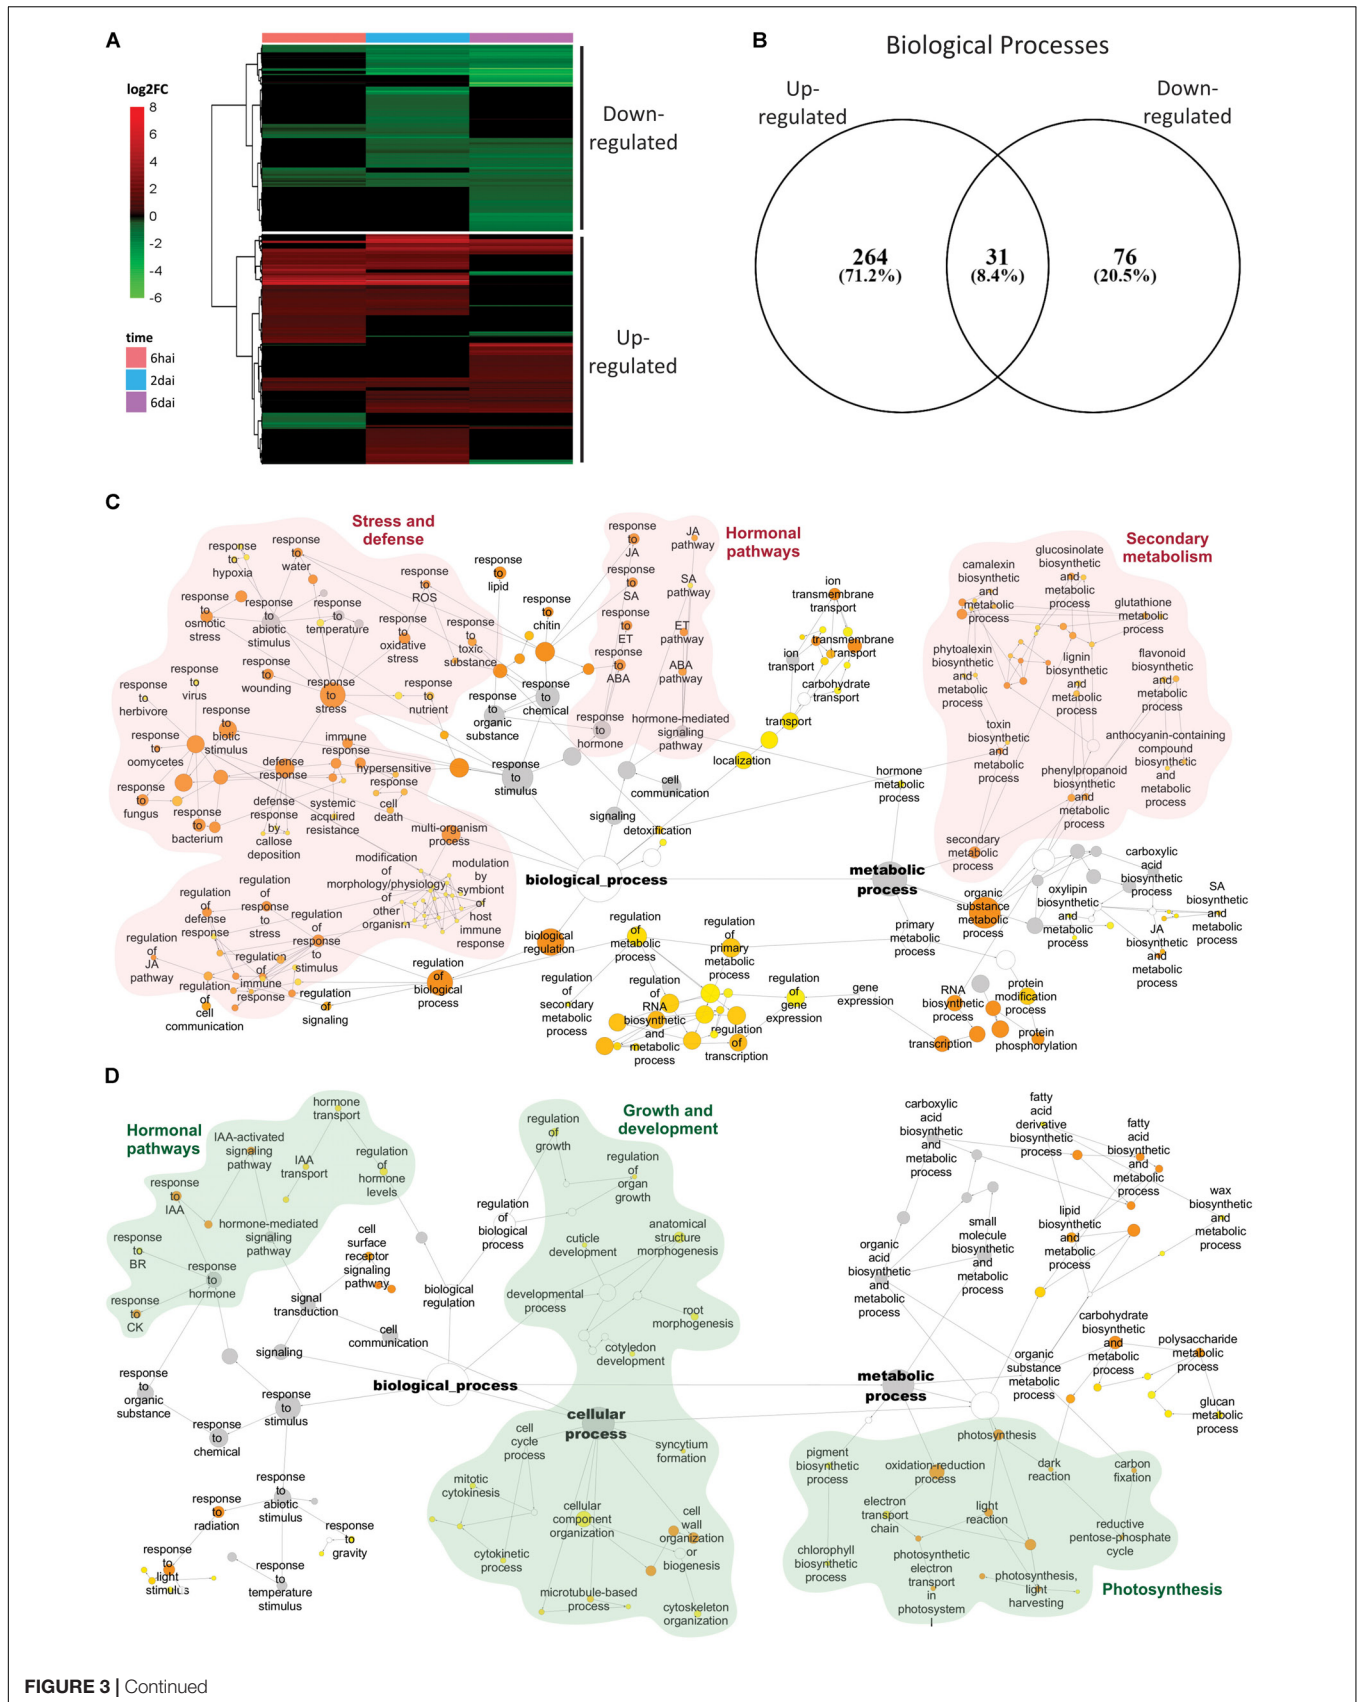 A
log2FC
8
6
4
2
0
-2
-4
-6
time
6hai
2dai
6dai
Down-
regulated
Up-
regulated
B
Biological Processes
Up-
regulated
Down-
regulated
264
(71.2%)
31
(8.4%)
76
(20.5%)
C
Stress and
defense
Hormonal
pathways
Secondary
metabolism
response
to
hypoxia
response
to
water
response
to
ROS
response
to
osmotic
stress
response
to
abiotic
stimulus
response
to
temperature
response
to
oxidative
stress
response
to
toxic
substance
response
to
lipid
response
to
chitin
response
to
wounding
response
to
virus
response
to
herbivore
response
to
stress
response
to
nutrient
response
to
biotic
stimulus
response
to
oomycetes
response
to
fungus
response
to
bacterium
defense
response
immune
response
hypersensitive
response
cell
death
systemic
acquired
resistance
defense
response
by
callose
deposition
multi-organism
process
modification
of
morphology/physiology
of
other
organism
modulation
by
symbiont
of
host
immune
response
regulation
of
defense
response
regulation
of
stress
regulation
of
response
to
stimulus
response
to
regulation
of
JA
pathway
regulation
of
immune
response
regulation
of
cell
communication
regulation
of
signaling
regulation
of
biological
process
biological
regulation
response
to
organic
substance
response
to
chemical
response
to
stimulus
response
to
JA
response
to
SA
response
to
ET
response
to
ABA
response
to
hormone
JA
pathway
SA
pathway
ET
pathway
ABA
pathway
hormone-mediated
signaling
pathway
cell
communication
signaling
detoxification
biological_process
ion
transmembrane
transport
transmembrane
transport
ion
transport
carbohydrate
transport
transport
localization
hormone
metabolic
process
metabolic
process
camalexin
biosynthetic
and
metabolic
process
glucosinolate
biosynthetic
and
metabolic
process
glutathione
metabolic
process
phytoalexin
biosynthetic
and
metabolic
process
lignin
biosynthetic
and
metabolic
process
flavonoid
biosynthetic
and
metabolic
process
toxin
biosynthetic
and
metabolic
process
anthocyanin-containing
compound
biosynthetic
and
metabolic
process
phenylpropanoid
biosynthetic
and
metabolic
process
secondary
metabolic
process
organic
substance
metabolic
process
carboxylic
acid
biosynthetic
process
oxylipin
biosynthetic
and
metabolic
process
SA
biosynthetic
and
metabolic
process
JA
biosynthetic
and
metabolic
process
primary
metabolic
process
regulation
of
metabolic
process
regulation
of
primary
metabolic
process
regulation
of
secondary
metabolic
process
regulation
of
RNA
biosynthetic
and
metabolic
process
regulation
of
transcription
regulation
of
gene
expression
gene
expression
RNA
biosynthetic
process
transcription
protein
modification
process
protein
phosphorylation
D
Hormonal
pathways
Growth and
development
hormone
transport
IAA-activated
signaling
pathway
IAA
transport
regulation
of
hormone
levels
response
to
IAA
response
to
BR
response
to
CK
response
to
hormone
hormone-mediated
signaling
pathway
cell
surface
receptor
signaling
pathway
signal
transduction
cell
communication
signaling
biological
regulation
regulation
of
biological
process
biological_process
response
to
organic
substance
response
to
chemical
response
to
stimulus
response
to
abiotic
stimulus
response
to
radiation
response
to
light
stimulus
response
to
temperature
stimulus
response
to
gravity
regulation
of
growth
regulation
of
organ
growth
cuticle
development
anatomical
structure
morphogenesis
developmental
process
root
morphogenesis
cotyledon
development
cellular
process
cell
cycle
process
syncytium
formation
mitotic
cytokinesis
cellular
component
organization
cell
wall
organization
or
biogenesis
cytokinetic
process
microtubule-based
process
cytoskeleton
organization
carboxylic
acid
biosynthetic
and
metabolic
process
fatty
acid
derivative
biosynthetic
process
fatty
acid
biosynthetic
and
metabolic
process
wax
biosynthetic
and
metabolic
process
lipid
biosynthetic
and
metabolic
process
small
molecule
biosynthetic
and
metabolic
process
organic
acid
biosynthetic
and
metabolic
process
metabolic
process
organic
substance
metabolic
process
carbohydrate
biosynthetic
and
metabolic
process
polysaccharide
metabolic
process
glucan
metabolic
process
photosynthesis
pigment
biosynthetic
process
oxidation-reduction
process
dark
reaction
carbon
fixation
electron
transport
chain
light
reaction
reductive
pentose-phosphate
cycle
chlorophyll
biosynthetic
process
photosynthetic
electron
transport
in
photosystem
I
photosynthesis,
light
harvesting
Photosynthesis
FIGURE 3 | Continued